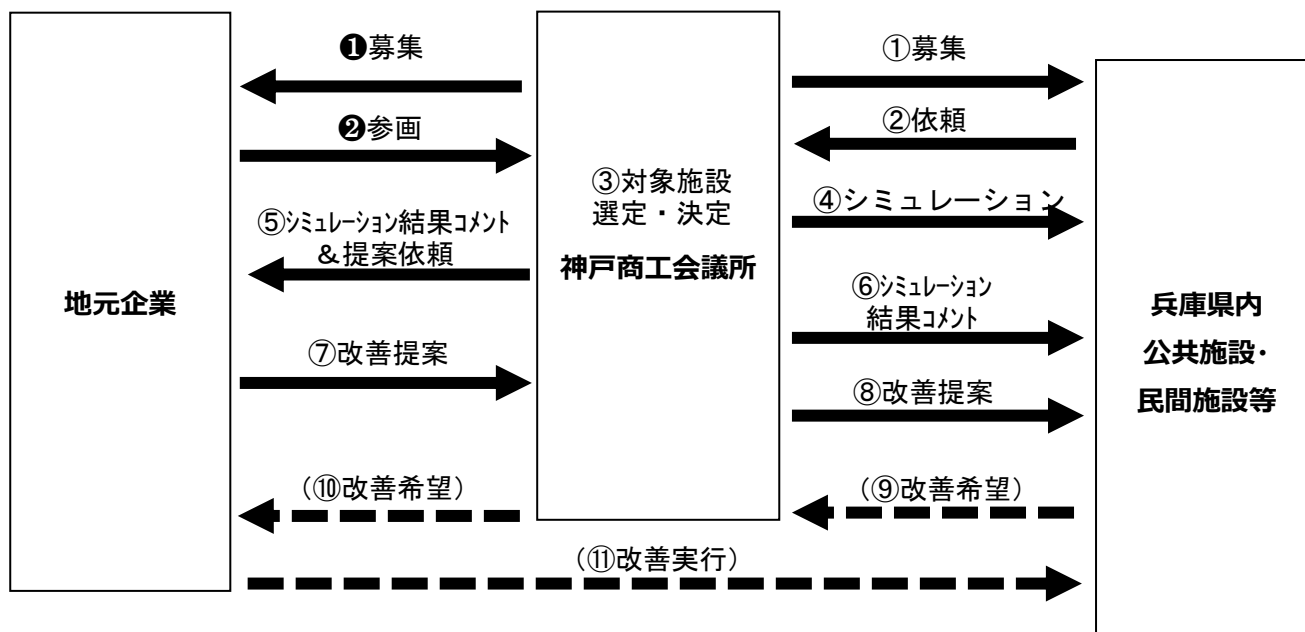 ❶募集
①募集
❷参画
②依頼
③対象施設
選定・決定
④シミュレーション
⑤ｼﾐｭﾚｰｼｮﾝ結果ｺﾒﾝﾄ
＆提案依頼
神戸商工会議所
⑥ｼﾐｭﾚｰｼｮﾝ
結果ｺﾒﾝﾄ
地元企業
兵庫県内
公共施設･
民間施設等
⑦改善提案
⑧改善提案
（⑩改善希望）
（⑨改善希望）
（⑪改善実行）